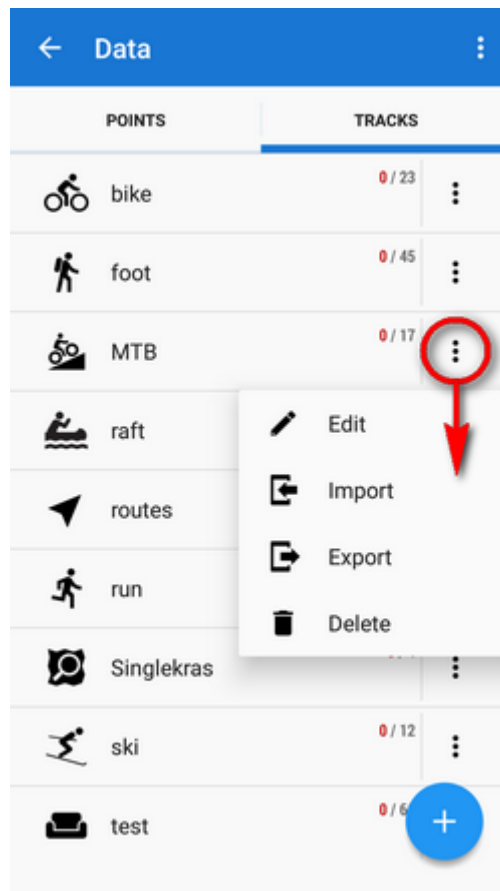 Data
POINTS
TRACKS
bike
0 / 23
foot
0 / 45
MTB
0 / 17
raft
Edit
Import
routes
Export
run
Delete
Singlekras
ski
0 / 12
test